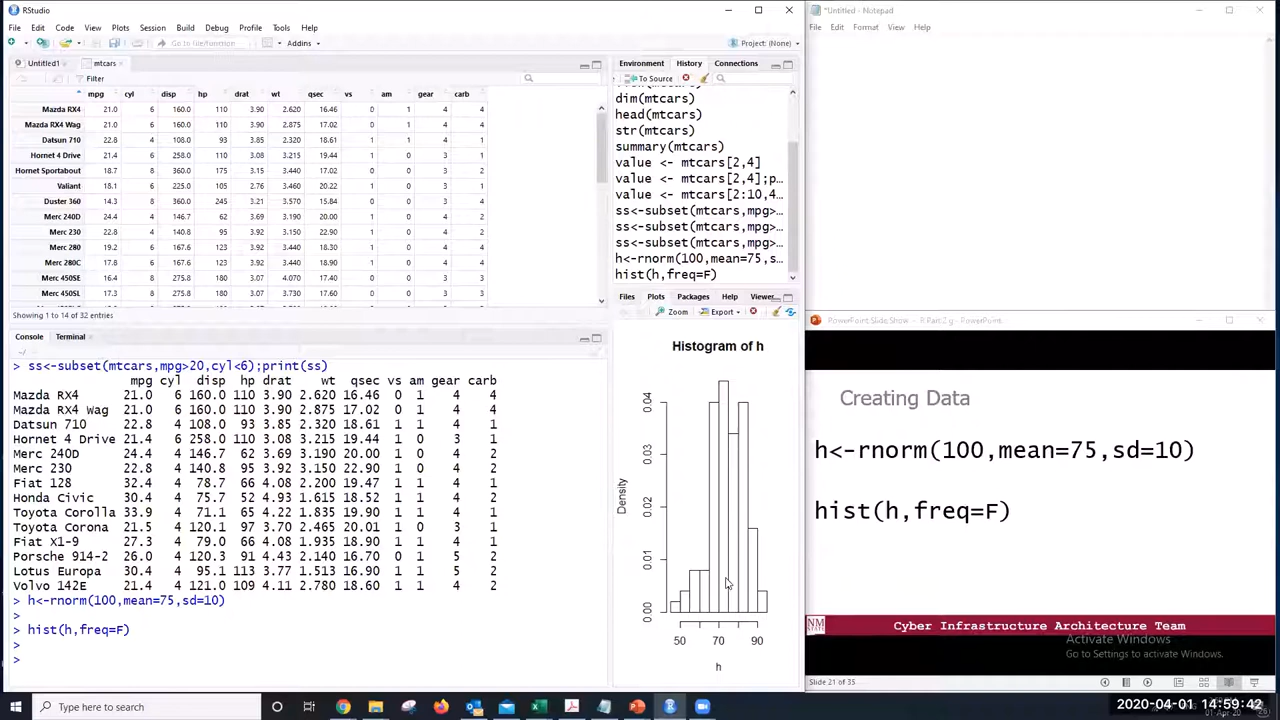 RStudio
File Edit Code View Plots Session Build Debug Profile Tools Help
Go to file/function Addins Project: (None)
Untitled1 mtcars
Filter
mpg cyl disp hp drat wt qsec vs am gear carb
Mazda RX4 21.0 6 160.0 110 3.90 2.620 16.46 0 1 4 4
Mazda RX4 Wag 21.0 6 160.0 110 3.90 2.875 17.02 0 1 4 4
Datsun 710 22.8 4 108.0 93 3.85 2.320 18.61 1 1 4 1
Hornet 4 Drive 21.4 6 258.0 110 3.08 3.215 19.44 1 0 3 1
Hornet Sportabout 18.7 8 360.0 175 3.15 3.440 17.02 0 0 3 2
Valiant 18.1 6 225.0 105 2.76 3.460 20.22 1 0 3 1
Duster 360 14.3 8 360.0 245 3.21 3.570 15.84 0 0 3 4
Merc 240D 24.4 4 146.7 62 3.69 3.190 20.00 1 0 4 2
Merc 230 22.8 4 140.8 95 3.92 3.150 22.90 1 0 4 2
Merc 280 19.2 6 167.6 123 3.92 3.440 18.30 1 0 4 4
Merc 280C 17.8 6 167.6 123 3.92 3.440 18.90 1 0 4 4
Merc 450SE 16.4 8 275.8 180 3.07 4.070 17.40 0 0 3 3
Merc 450SL 17.3 8 275.8 180 3.07 3.730 17.60 0 0 3 3
Showing 1 to 14 of 32 entries
Console Terminal
~/
> ss<-subset(mtcars,mpg>20,cyl<6);print(ss)
mpg cyl disp hp drat wt qsec vs am gear carb
Mazda RX4 21.0 6 160.0 110 3.90 2.620 16.46 0 1 4 4
Mazda RX4 Wag 21.0 6 160.0 110 3.90 2.875 17.02 0 1 4 4
Datsun 710 22.8 4 108.0 93 3.85 2.320 18.61 1 1 4 1
Hornet 4 Drive 21.4 6 258.0 110 3.08 3.215 19.44 1 0 3 1
Merc 240D 24.4 4 146.7 62 3.69 3.190 20.00 1 0 4 2
Merc 230 22.8 4 140.8 95 3.92 3.150 22.90 1 0 4 2
Fiat 128 32.4 4 78.7 66 4.08 2.200 19.47 1 1 4 1
Honda Civic 30.4 4 75.7 52 4.93 1.615 18.52 1 1 4 2
Toyota Corolla 33.9 4 71.1 65 4.22 1.835 19.90 1 1 4 1
Toyota Corona 21.5 4 120.1 97 3.70 2.465 20.01 1 0 3 1
Fiat X1-9 27.3 4 79.0 66 4.08 1.935 18.90 1 1 4 1
Porsche 914-2 26.0 4 120.3 91 4.43 2.140 16.70 0 1 5 2
Lotus Europa 30.4 4 95.1 113 3.77 1.513 16.90 1 1 5 2
Volvo 142E 21.4 4 121.0 109 4.11 2.780 18.60 1 1 4 2
> h<-rnorm(100,mean=75,sd=10)
>
> hist(h,freq=F)
>
>
Environment History Connections
To Source
dim(mtcars)
head(mtcars)
str(mtcars)
summary(mtcars)
value <- mtcars[2,4]
value <- mtcars[2,4];p…
value <- mtcars[2:10,4…
ss<-subset(mtcars,mpg>…
ss<-subset(mtcars,mpg>…
ss<-subset(mtcars,mpg>…
h<-rnorm(100,mean=75,s…
hist(h,freq=F)
Files Plots Packages Help Viewer
Zoom Export
Histogram of h
Density
0.04
0.03
0.02
0.01
0.00
50 70 90
h
*Untitled - Notepad
File Edit Format View Help
PowerPoint Slide Show - R Part 2 y - PowerPoint
Creating Data
h<-rnorm(100,mean=75,sd=10)
hist(h,freq=F)
NM
Cyber Infrastructure Architecture Team
Activate Windows
Go to Settings to activate Windows.
Slide 21 of 35
Type here to search
2020-04-01 14:59:42
01-Apr-20